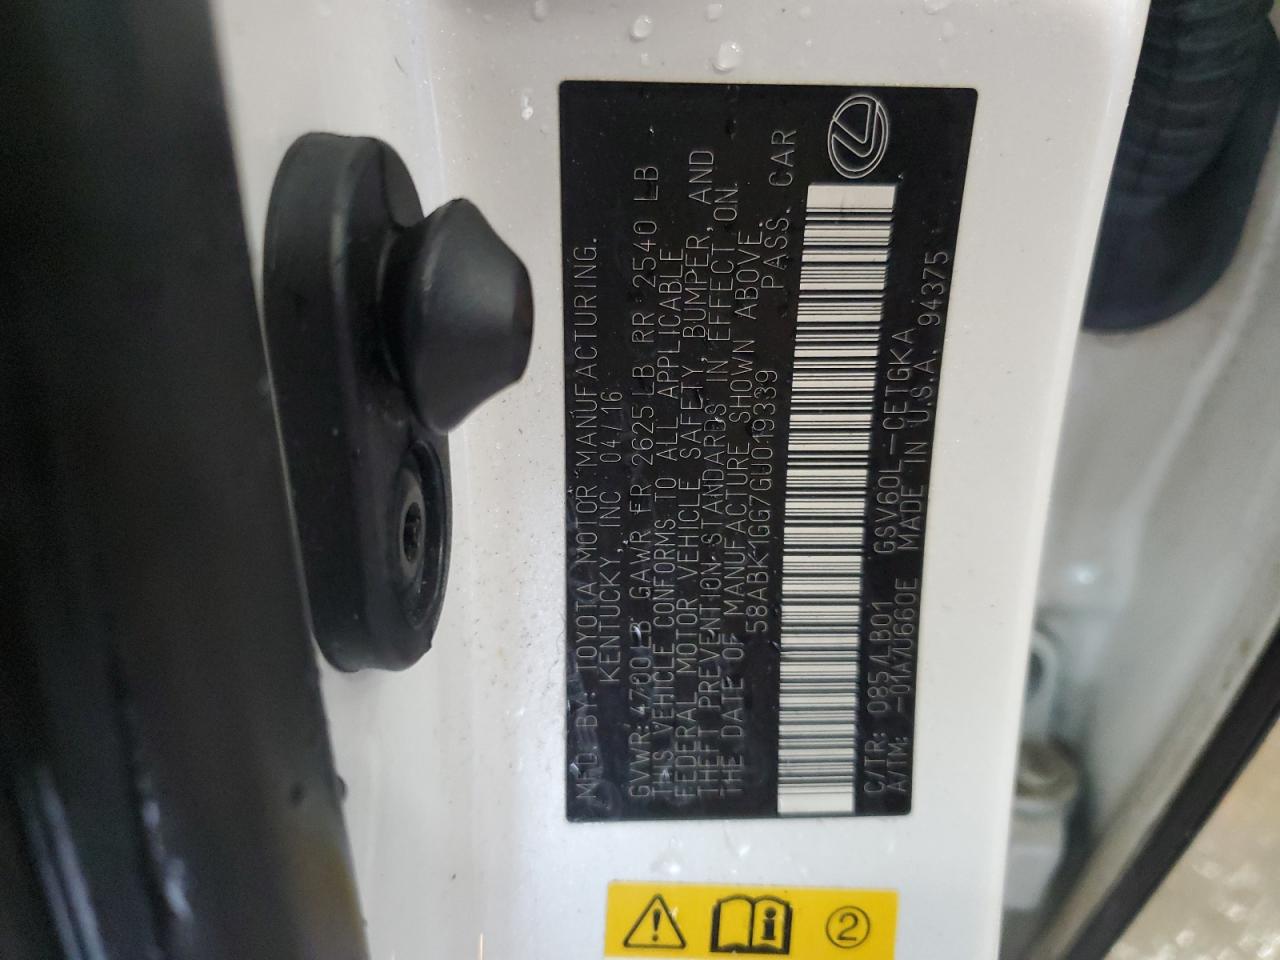 MFD.BY: TOYOTA MOTOR MANUFACTURING.
KENTUCKY, INC 04/16
GVWR: 4700 LB GAWR FR 2625 LB RR 2540 LB
THIS VEHICLE CONFORMS TO ALL APPLICABLE
FEDERAL MOTOR VEHICLE SAFETY, BUMPER, AND
THEFT PREVENTION STANDARDS IN EFFECT ON
THE DATE OF MANUFACTURE SHOWN ABOVE.
58ABK1GG7GU019339 PASS. CAR
C/TR: 085/LB01 GSV60L-CETGKA
A/TM: -01A/U660E MADE IN U.S.A. 94375
2